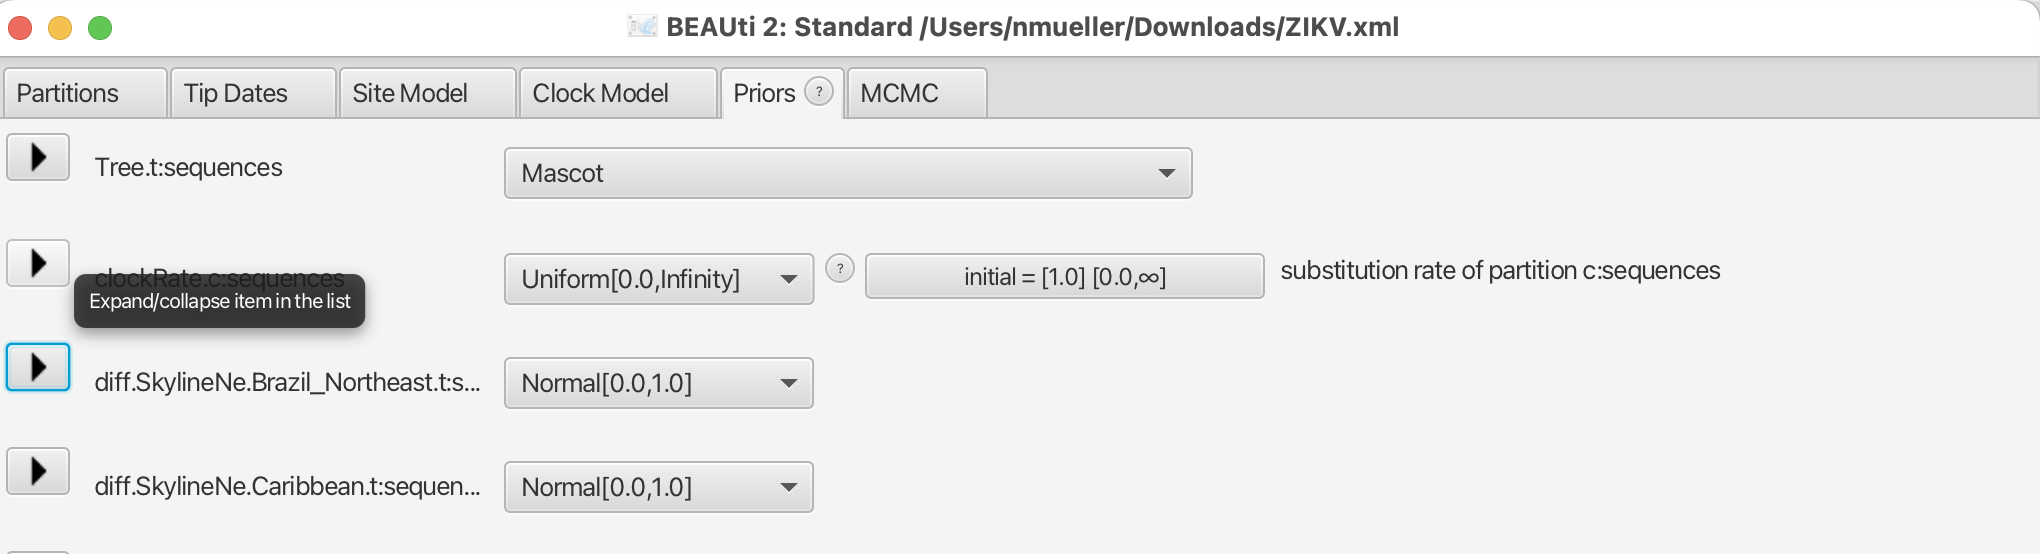 BEAUti 2: Standard /Users/nmueller/Downloads/ZIKV.xml
Partitions Tip Dates Site Model Clock Model Priors ? MCMC
Tree.t:sequences Mascot
clockRate.c:sequences Uniform[0.0,Infinity] ? initial = [1.0] [0.0,∞] substitution rate of partition c:sequences
Expand/collapse item in the list
diff.SkylineNe.Brazil_Northeast.t:s... Normal[0.0,1.0]
diff.SkylineNe.Caribbean.t:sequen... Normal[0.0,1.0]